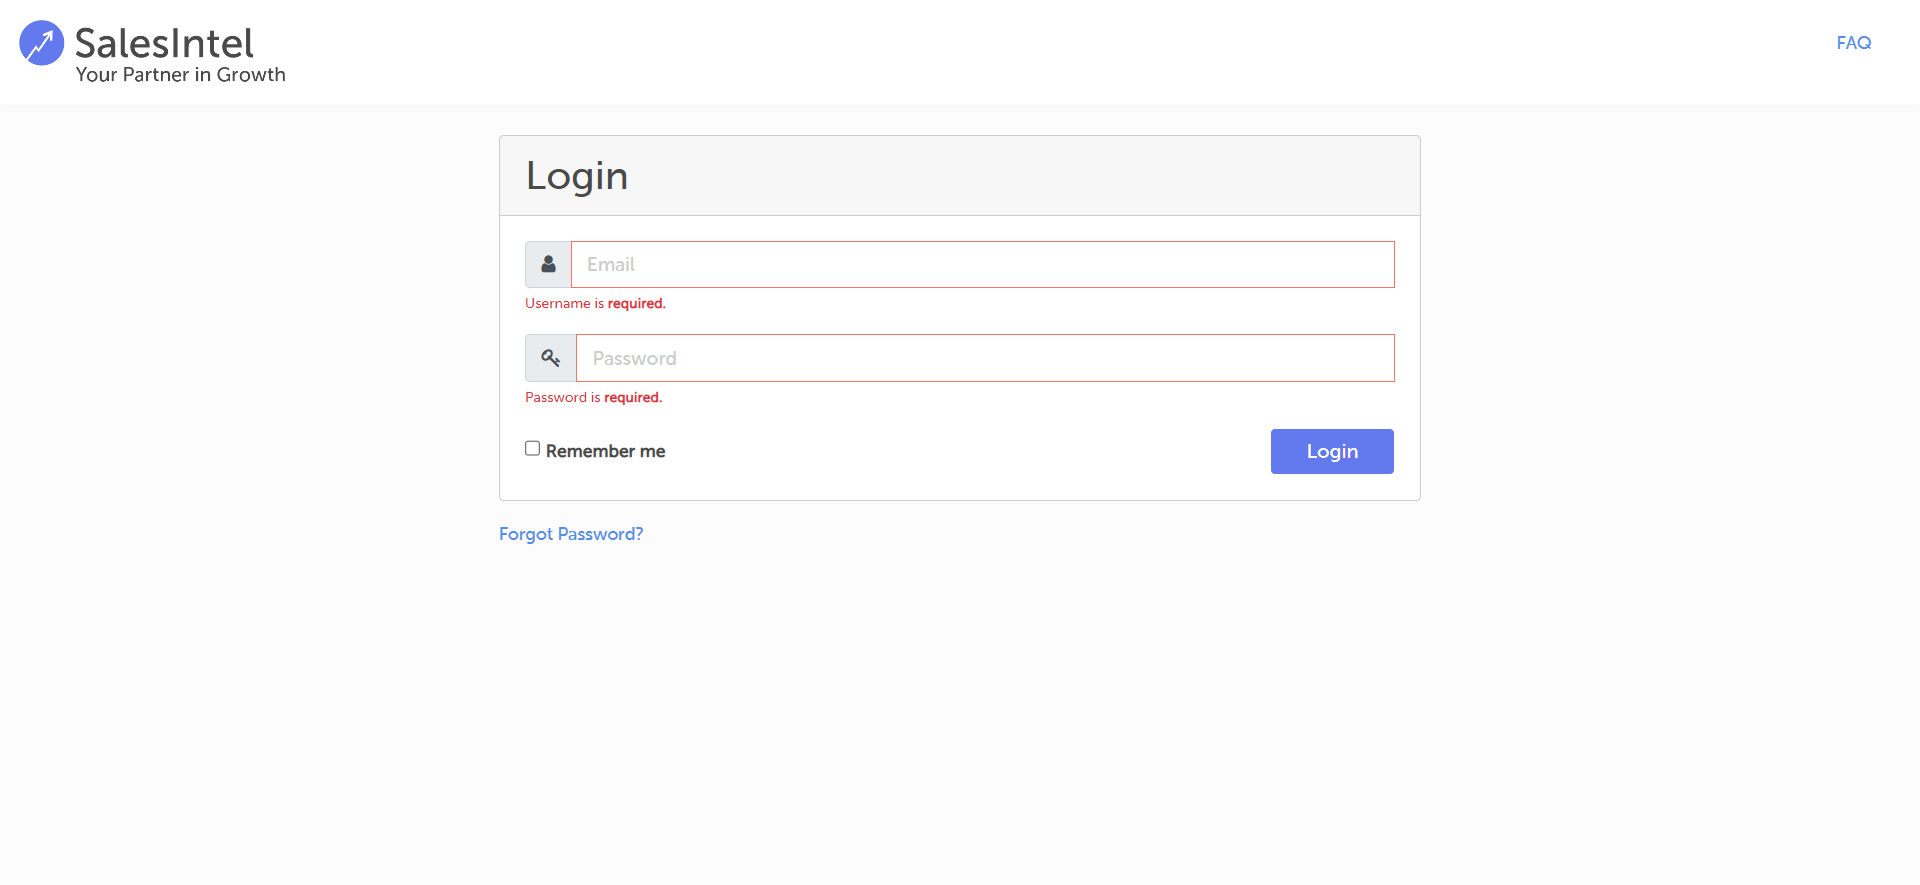 SalesIntel
Your Partner in Growth
FAQ
Login
Email
Username is required.
Password
Password is required.
Remember me
Login
Forgot Password?